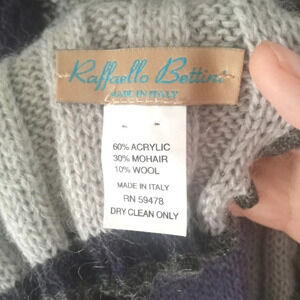 Raffaello Bettini
MADE IN ITALY
60% ACRYLIC
30% MOHAIR
10% WOOL
MADE IN ITALY
RN 59478
DRY CLEAN ONLY